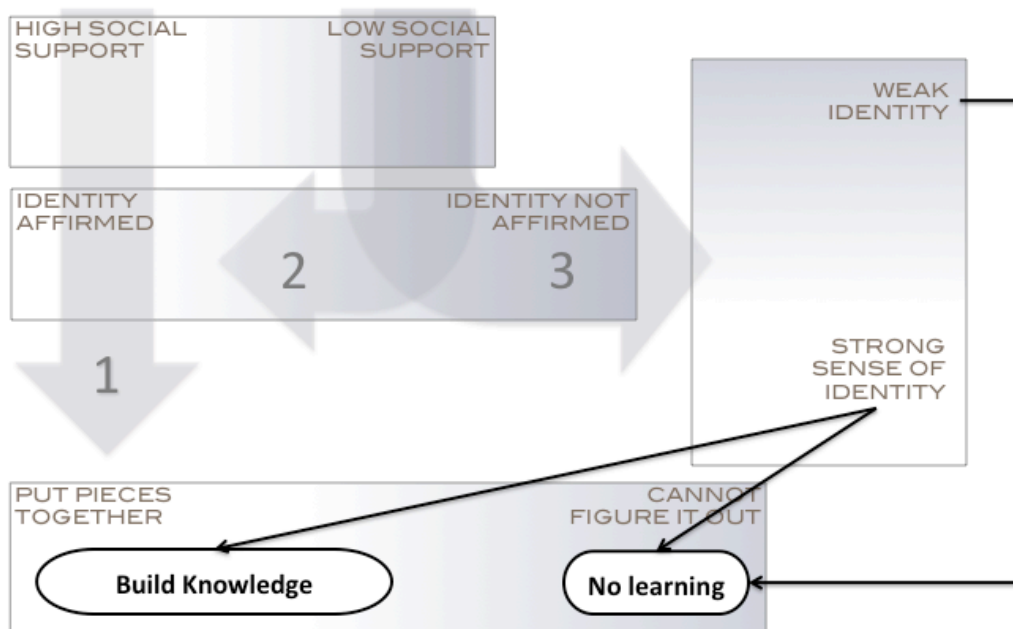 HIGH SOCIAL
SUPPORT
LOW SOCIAL
SUPPORT
WEAK
IDENTITY
IDENTITY
AFFIRMED
IDENTITY NOT
AFFIRMED
2
3
1
STRONG
SENSE OF
IDENTITY
PUT PIECES
TOGETHER
CANNOT
FIGURE IT OUT
Build Knowledge
No learning